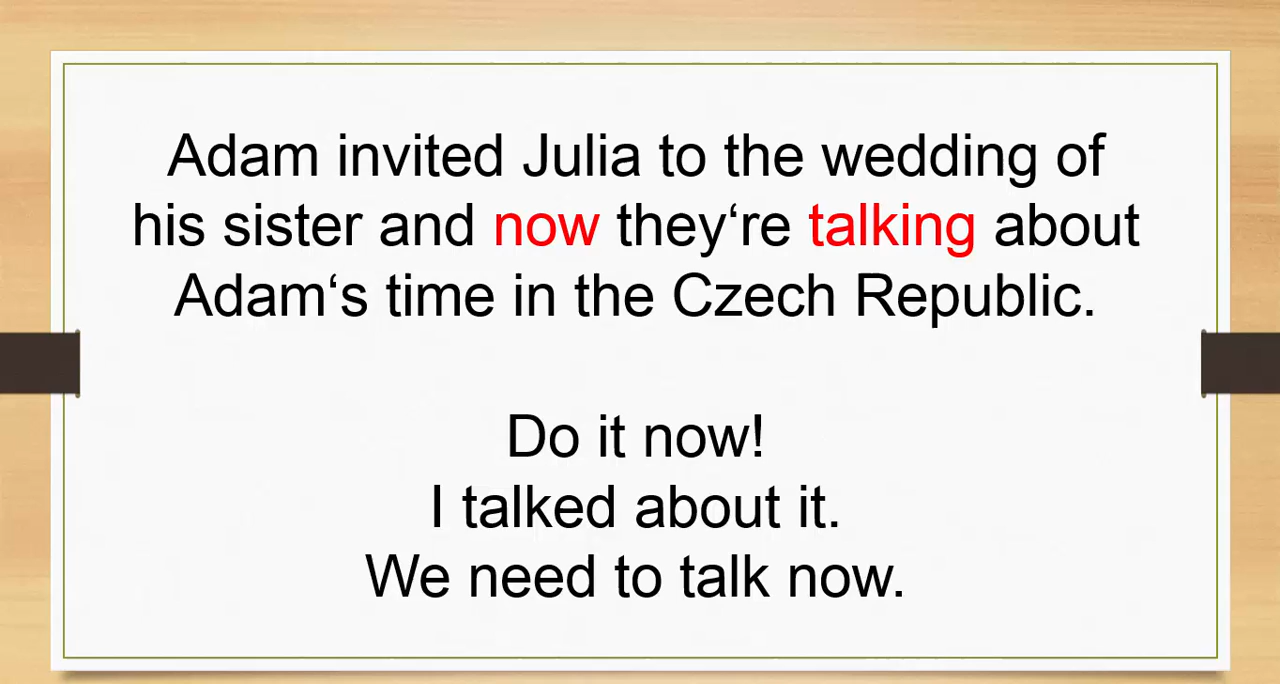 Adam invited Julia to the wedding of
his sister and now they‘re talking about
Adam‘s time in the Czech Republic.
Do it now!
I talked about it.
We need to talk now.